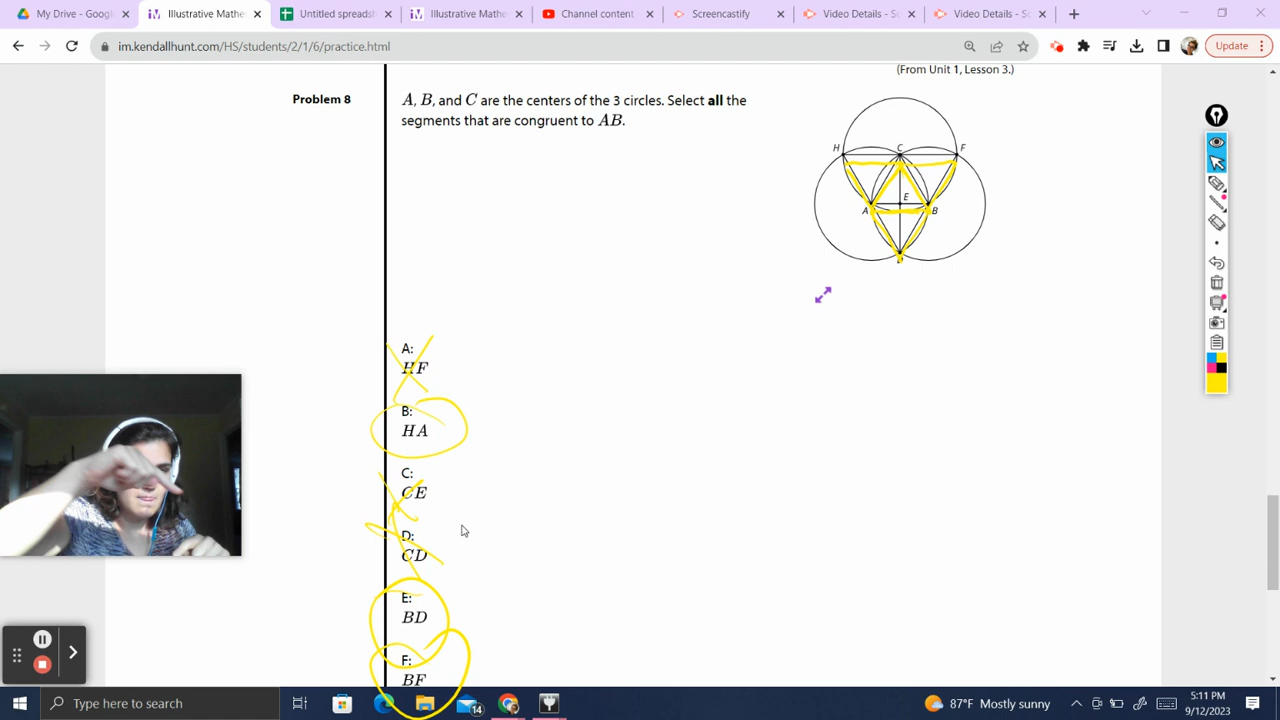 My Drive - Google
Illustrative Mathe
Untitled spreadsh
Illustrative Mathe
Channel content
Screencastify
Video Details - Sc
Video Details - Sc
im.kendallhunt.com/HS/students/2/1/6/practice.html
Update
(From Unit 1, Lesson 3.)
Problem 8
A, B, and C are the centers of the 3 circles. Select all the
segments that are congruent to AB.
H C F
E
A B
A:
HF
B:
HA
C:
CE
D:
CD
E:
BD
F:
BF
Type here to search
14
87°F Mostly sunny
5:11 PM
9/12/2023